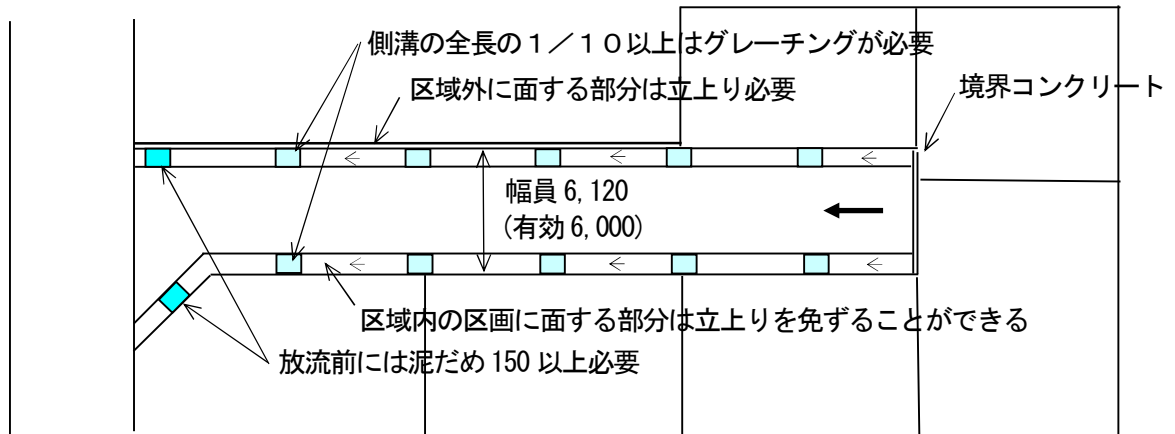 側溝の全長の1／10以上はグレーチングが必要
区域外に面する部分は立上り必要
境界コンクリート
幅員6,120
(有効6,000)
区域内の区画に面する部分は立上りを免ずることができる
放流前には泥だめ150以上必要